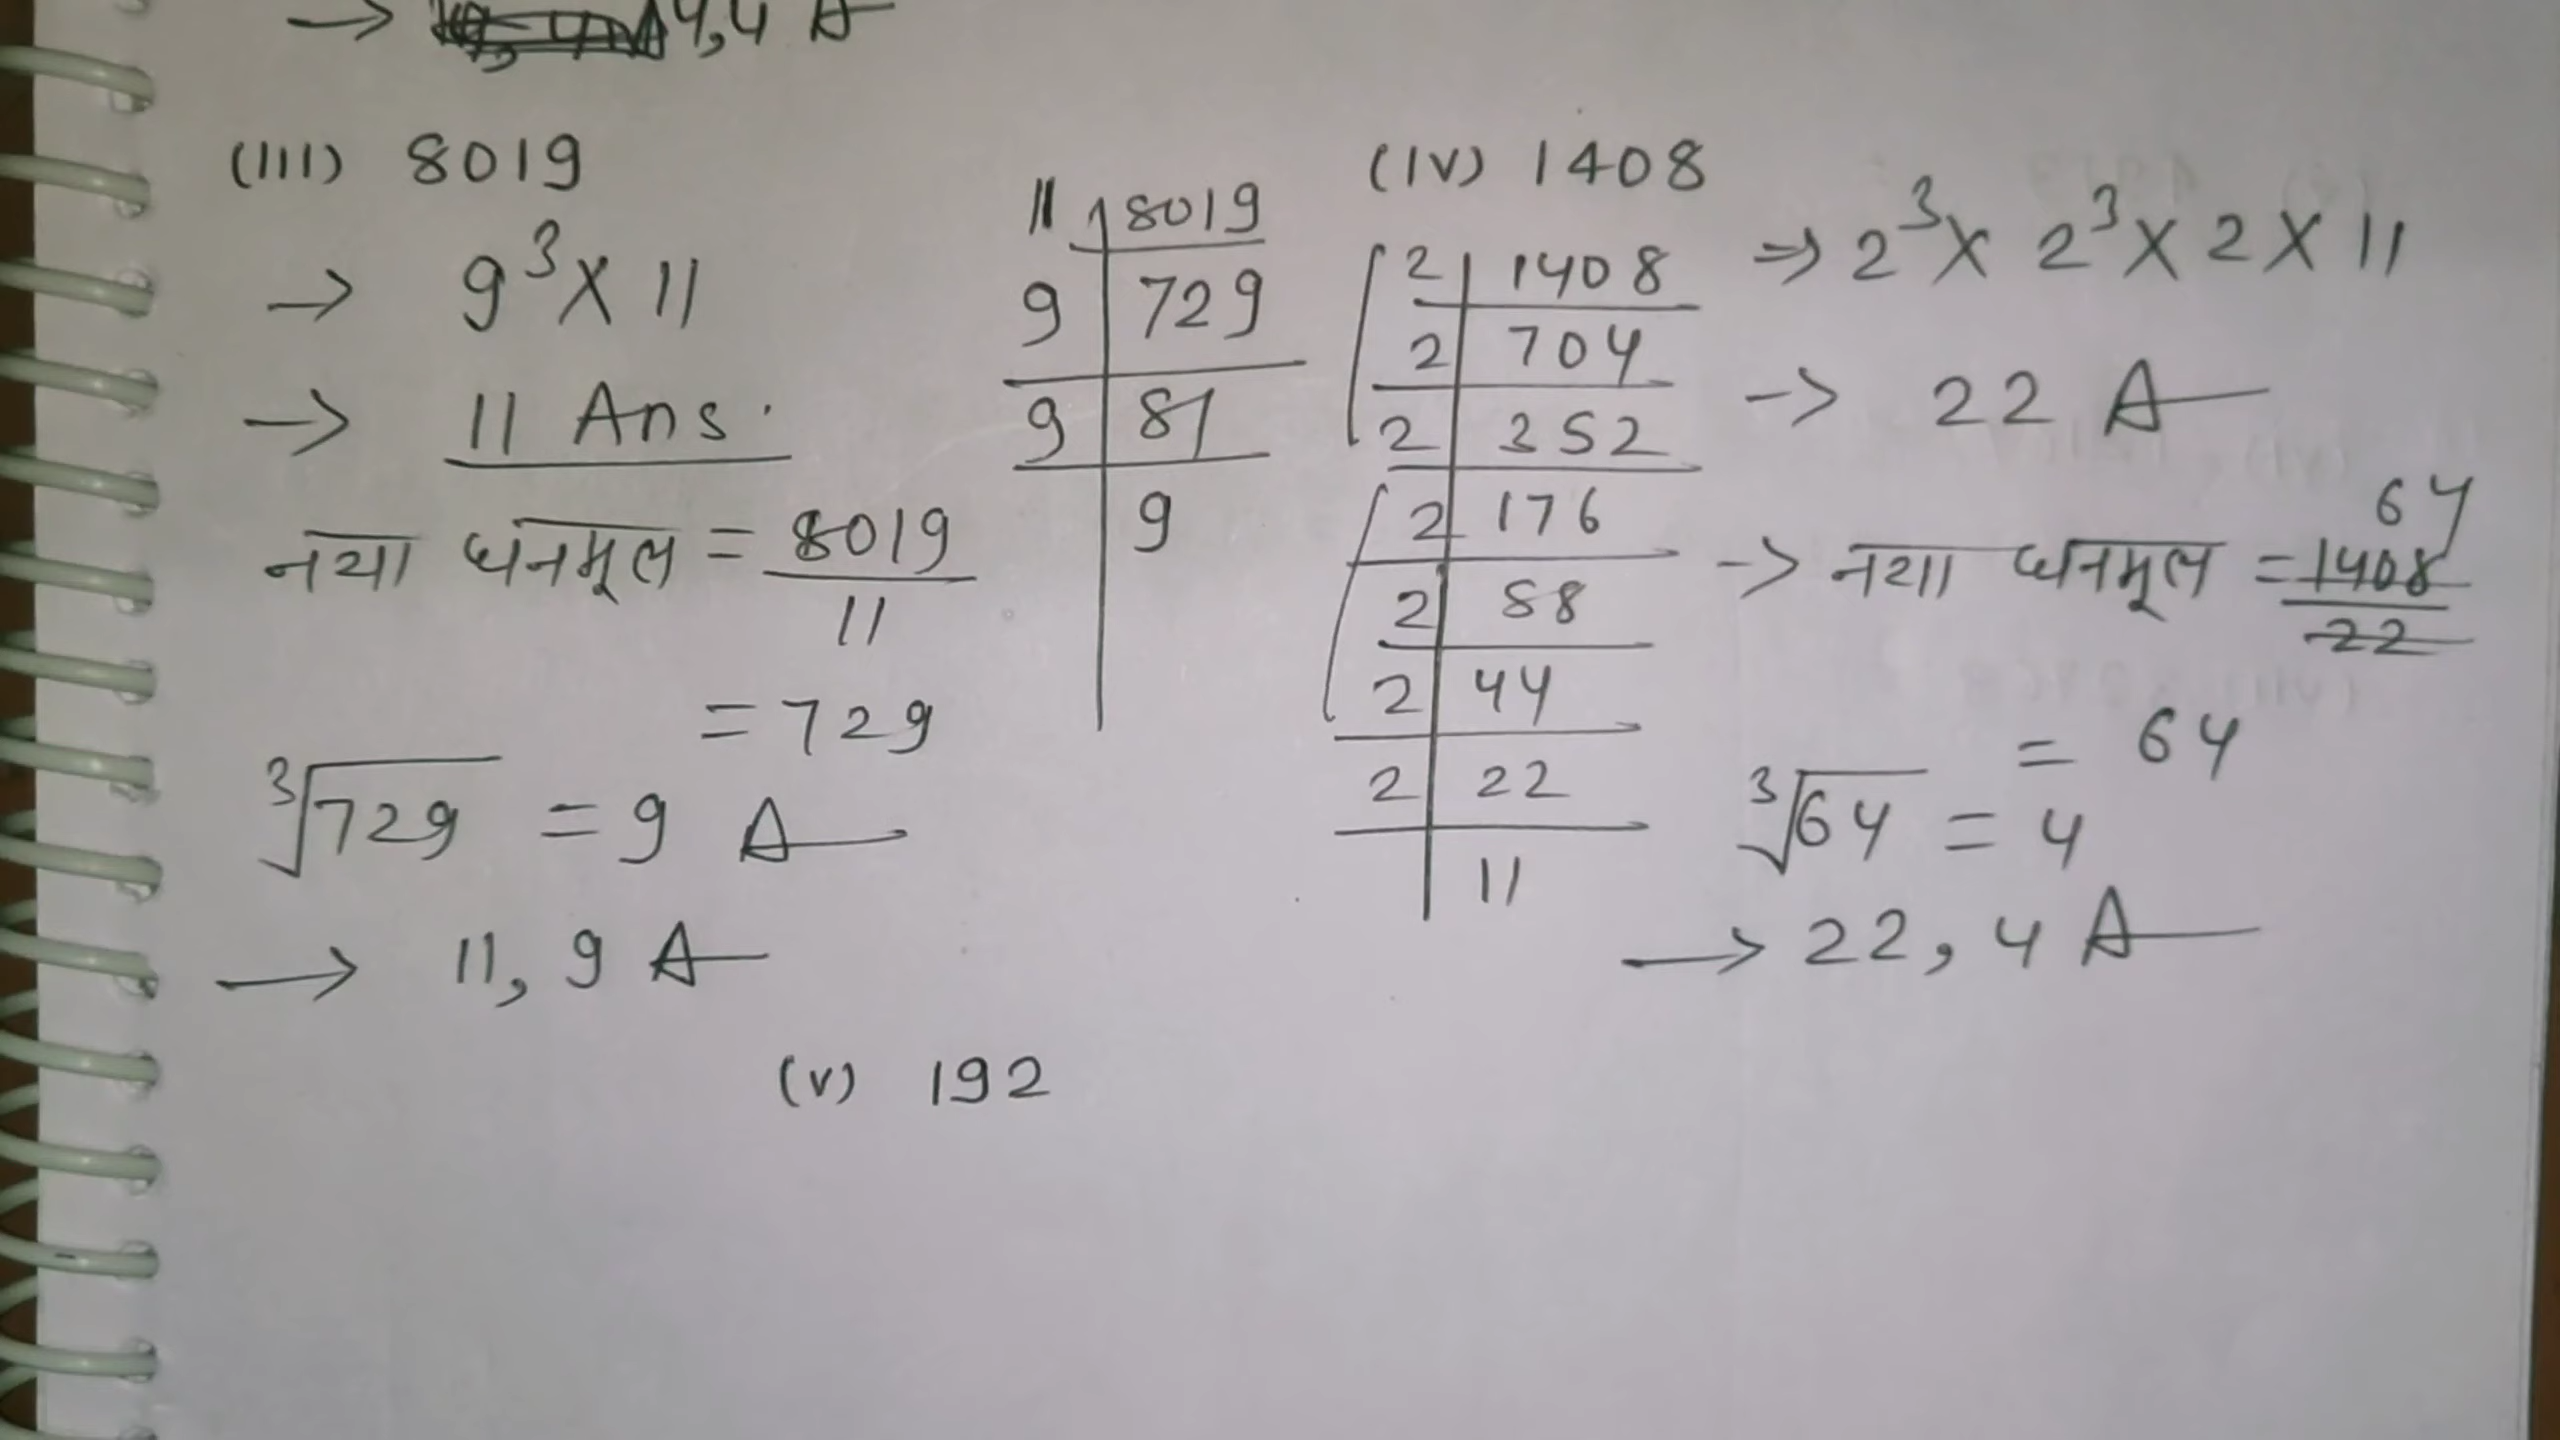 → 4,4 A
(III) 8019
→ 9³ X 11
→ 11 Ans.
नया घनमूल = 8019
11
= 729
³√729 = 9 A
→ 11, 9 A
11 8019
9 729
9 81
9
(IV) 1408
2 1408
2 704
2 352
2 176
2 88
2 44
2 22
11
⇒ 2³ X 2³ X 2 X 11
→ 22 A
64
→ नया घनमूल = 1408
22
= 64
³√64 = 4
→ 22, 4 A
(V) 192